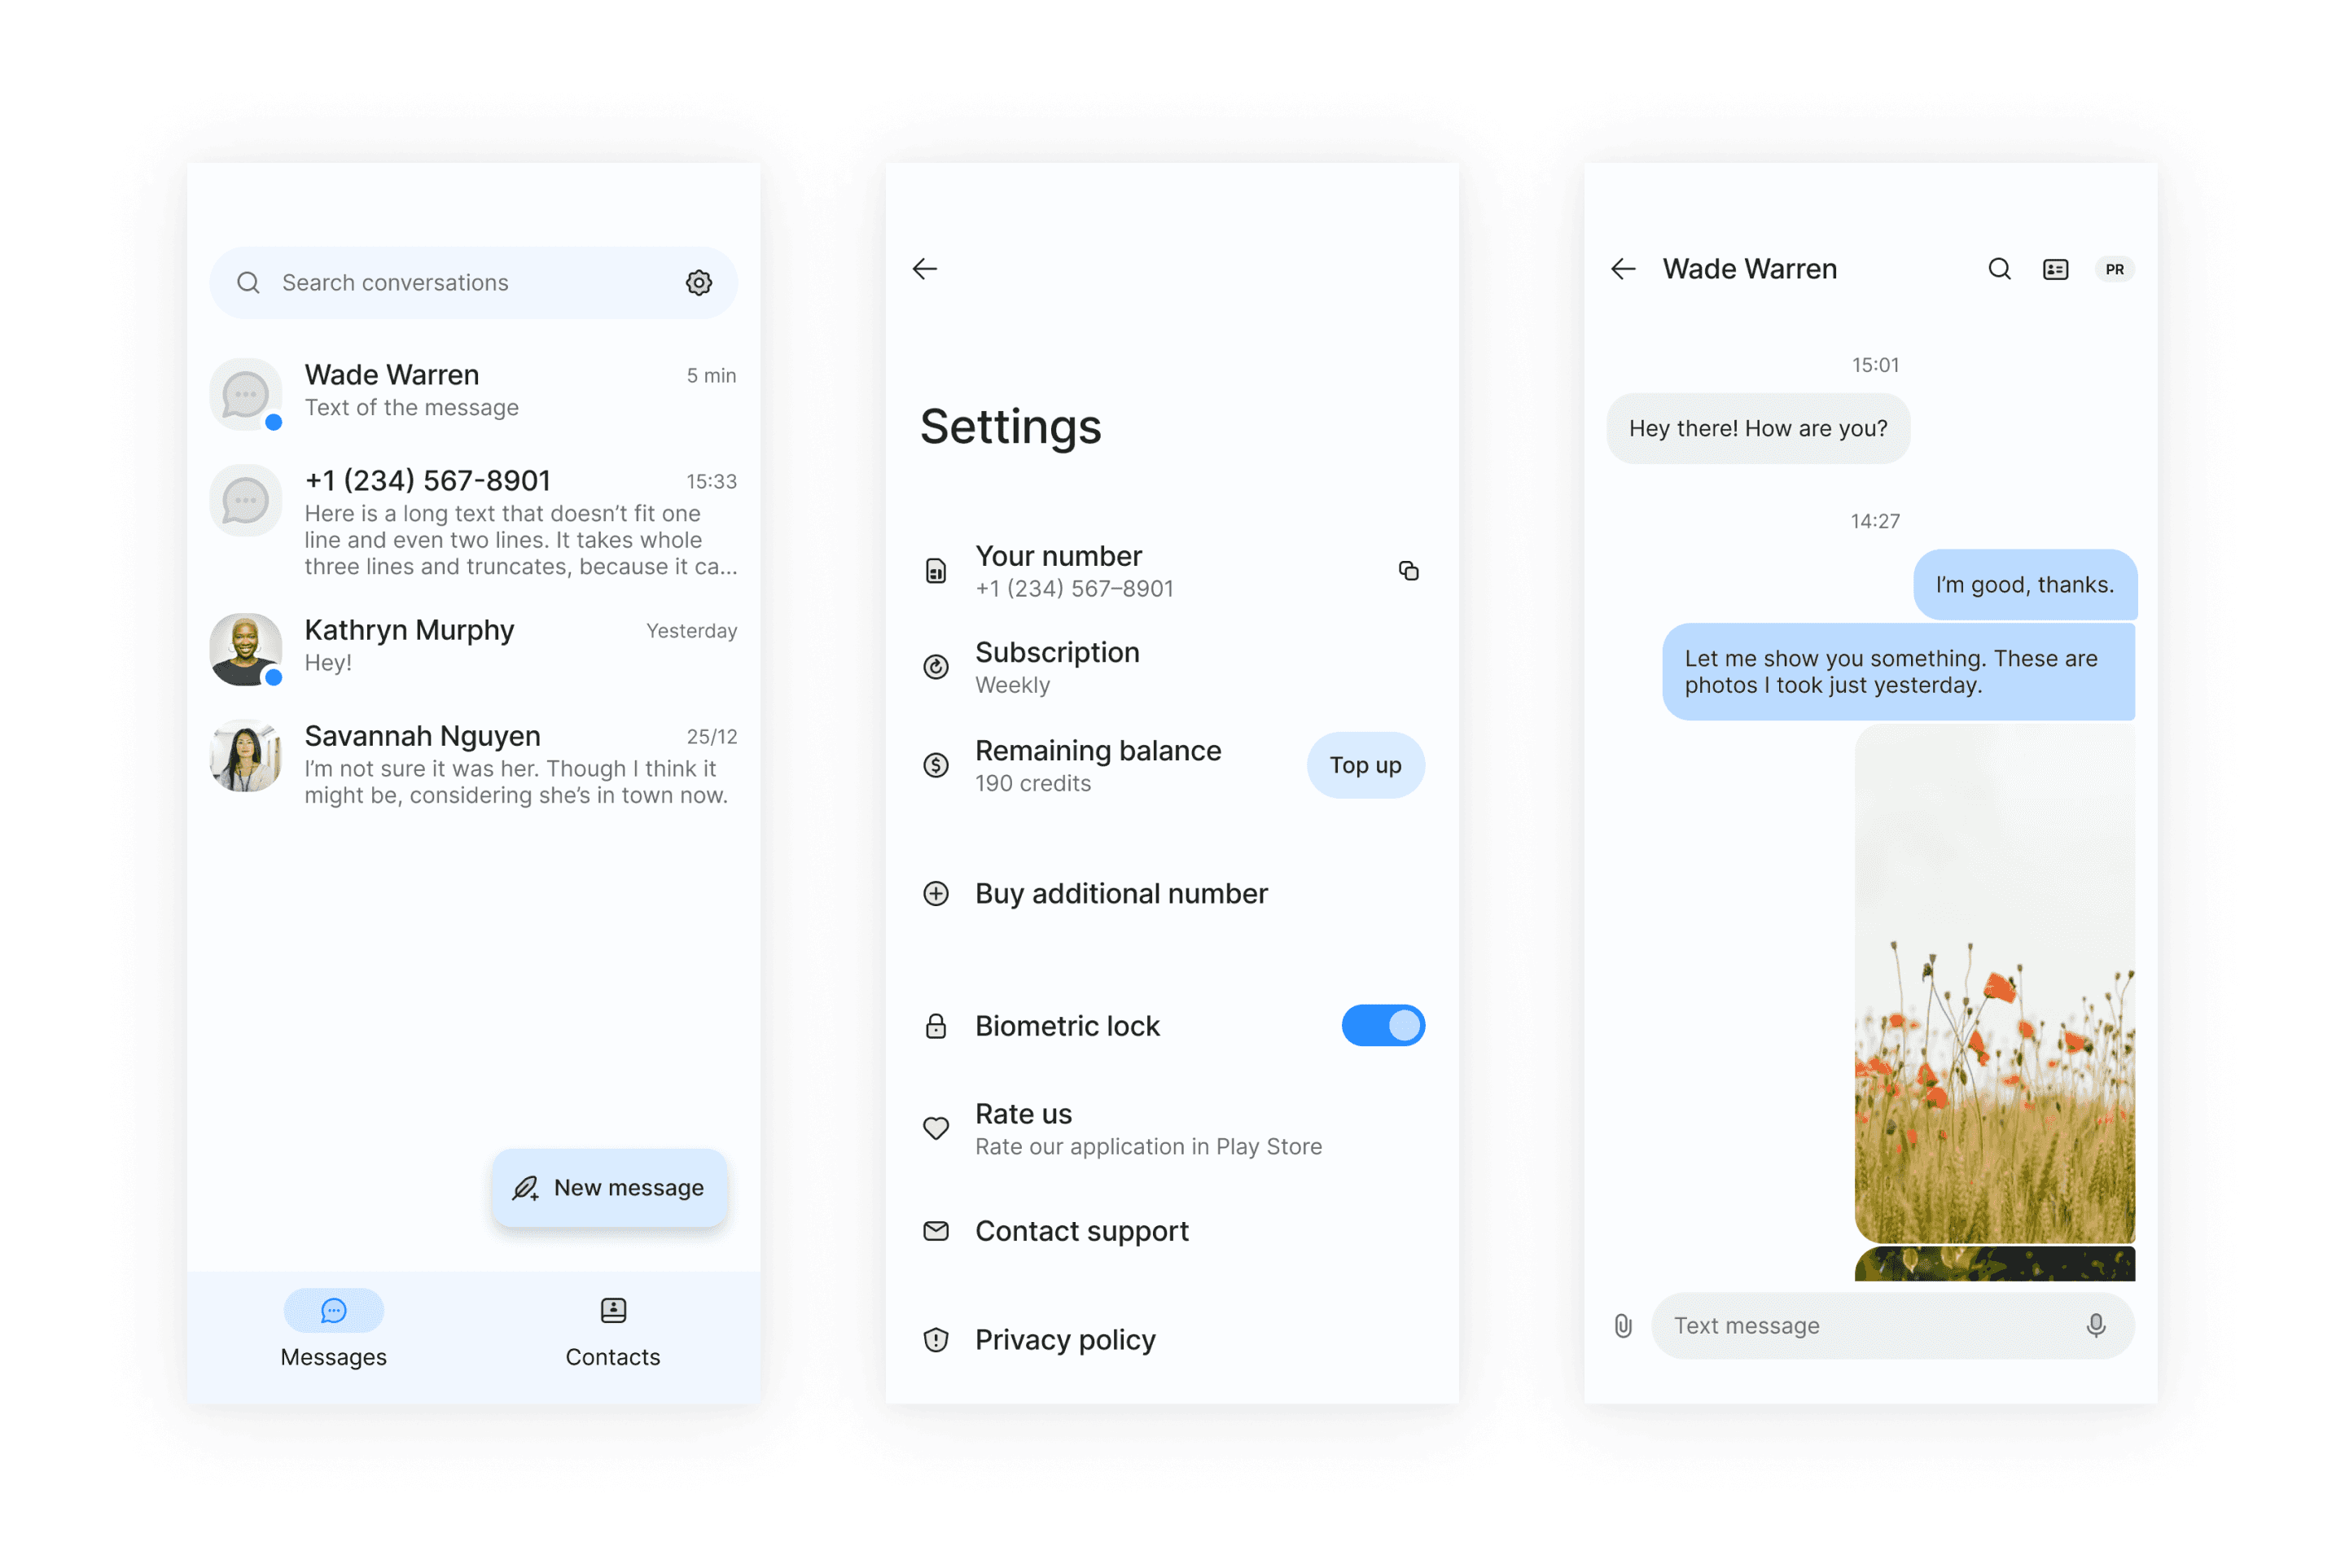 Search conversations
Wade Warren
5 min
Text of the message
+1 (234) 567-8901
15:33
Here is a long text that doesn’t fit one
line and even two lines. It takes whole
three lines and truncates, because it ca...
Kathryn Murphy
Yesterday
Hey!
Savannah Nguyen
25/12
I’m not sure it was her. Though I think it
might be, considering she’s in town now.
New message
Messages
Contacts
Settings
Your number
+1 (234) 567–8901
Subscription
Weekly
Remaining balance
190 credits
Top up
Buy additional number
Biometric lock
Rate us
Rate our application in Play Store
Contact support
Privacy policy
Wade Warren
PR
15:01
Hey there! How are you?
14:27
I’m good, thanks.
Let me show you something. These are
photos I took just yesterday.
Text message